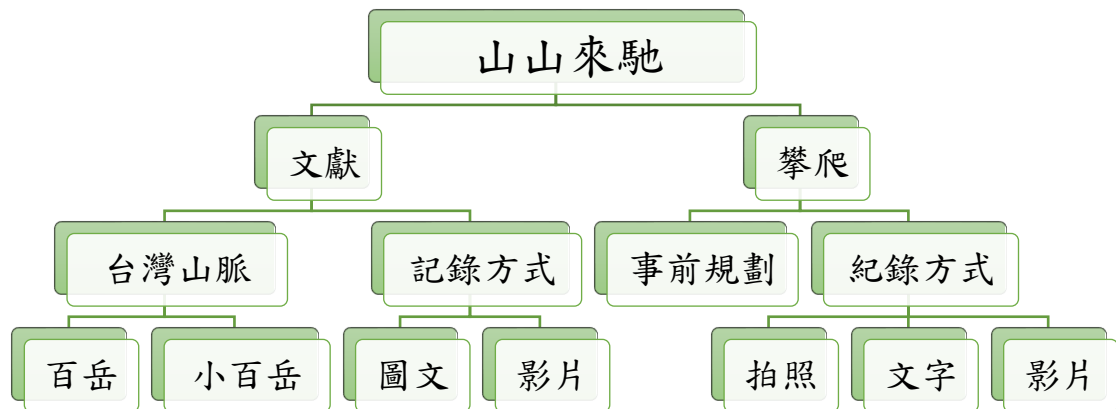 山山來馳
文獻
攀爬
台灣山脈
記錄方式
事前規劃
紀錄方式
百岳
小百岳
圖文
影片
拍照
文字
影片